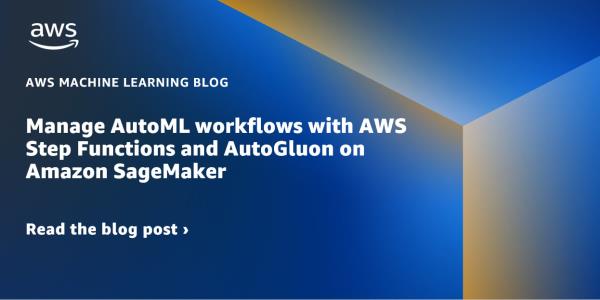 aws
AWS MACHINE LEARNING BLOG
Manage AutoML workflows with AWS
Step Functions and AutoGluon on
Amazon SageMaker
Read the blog post ›